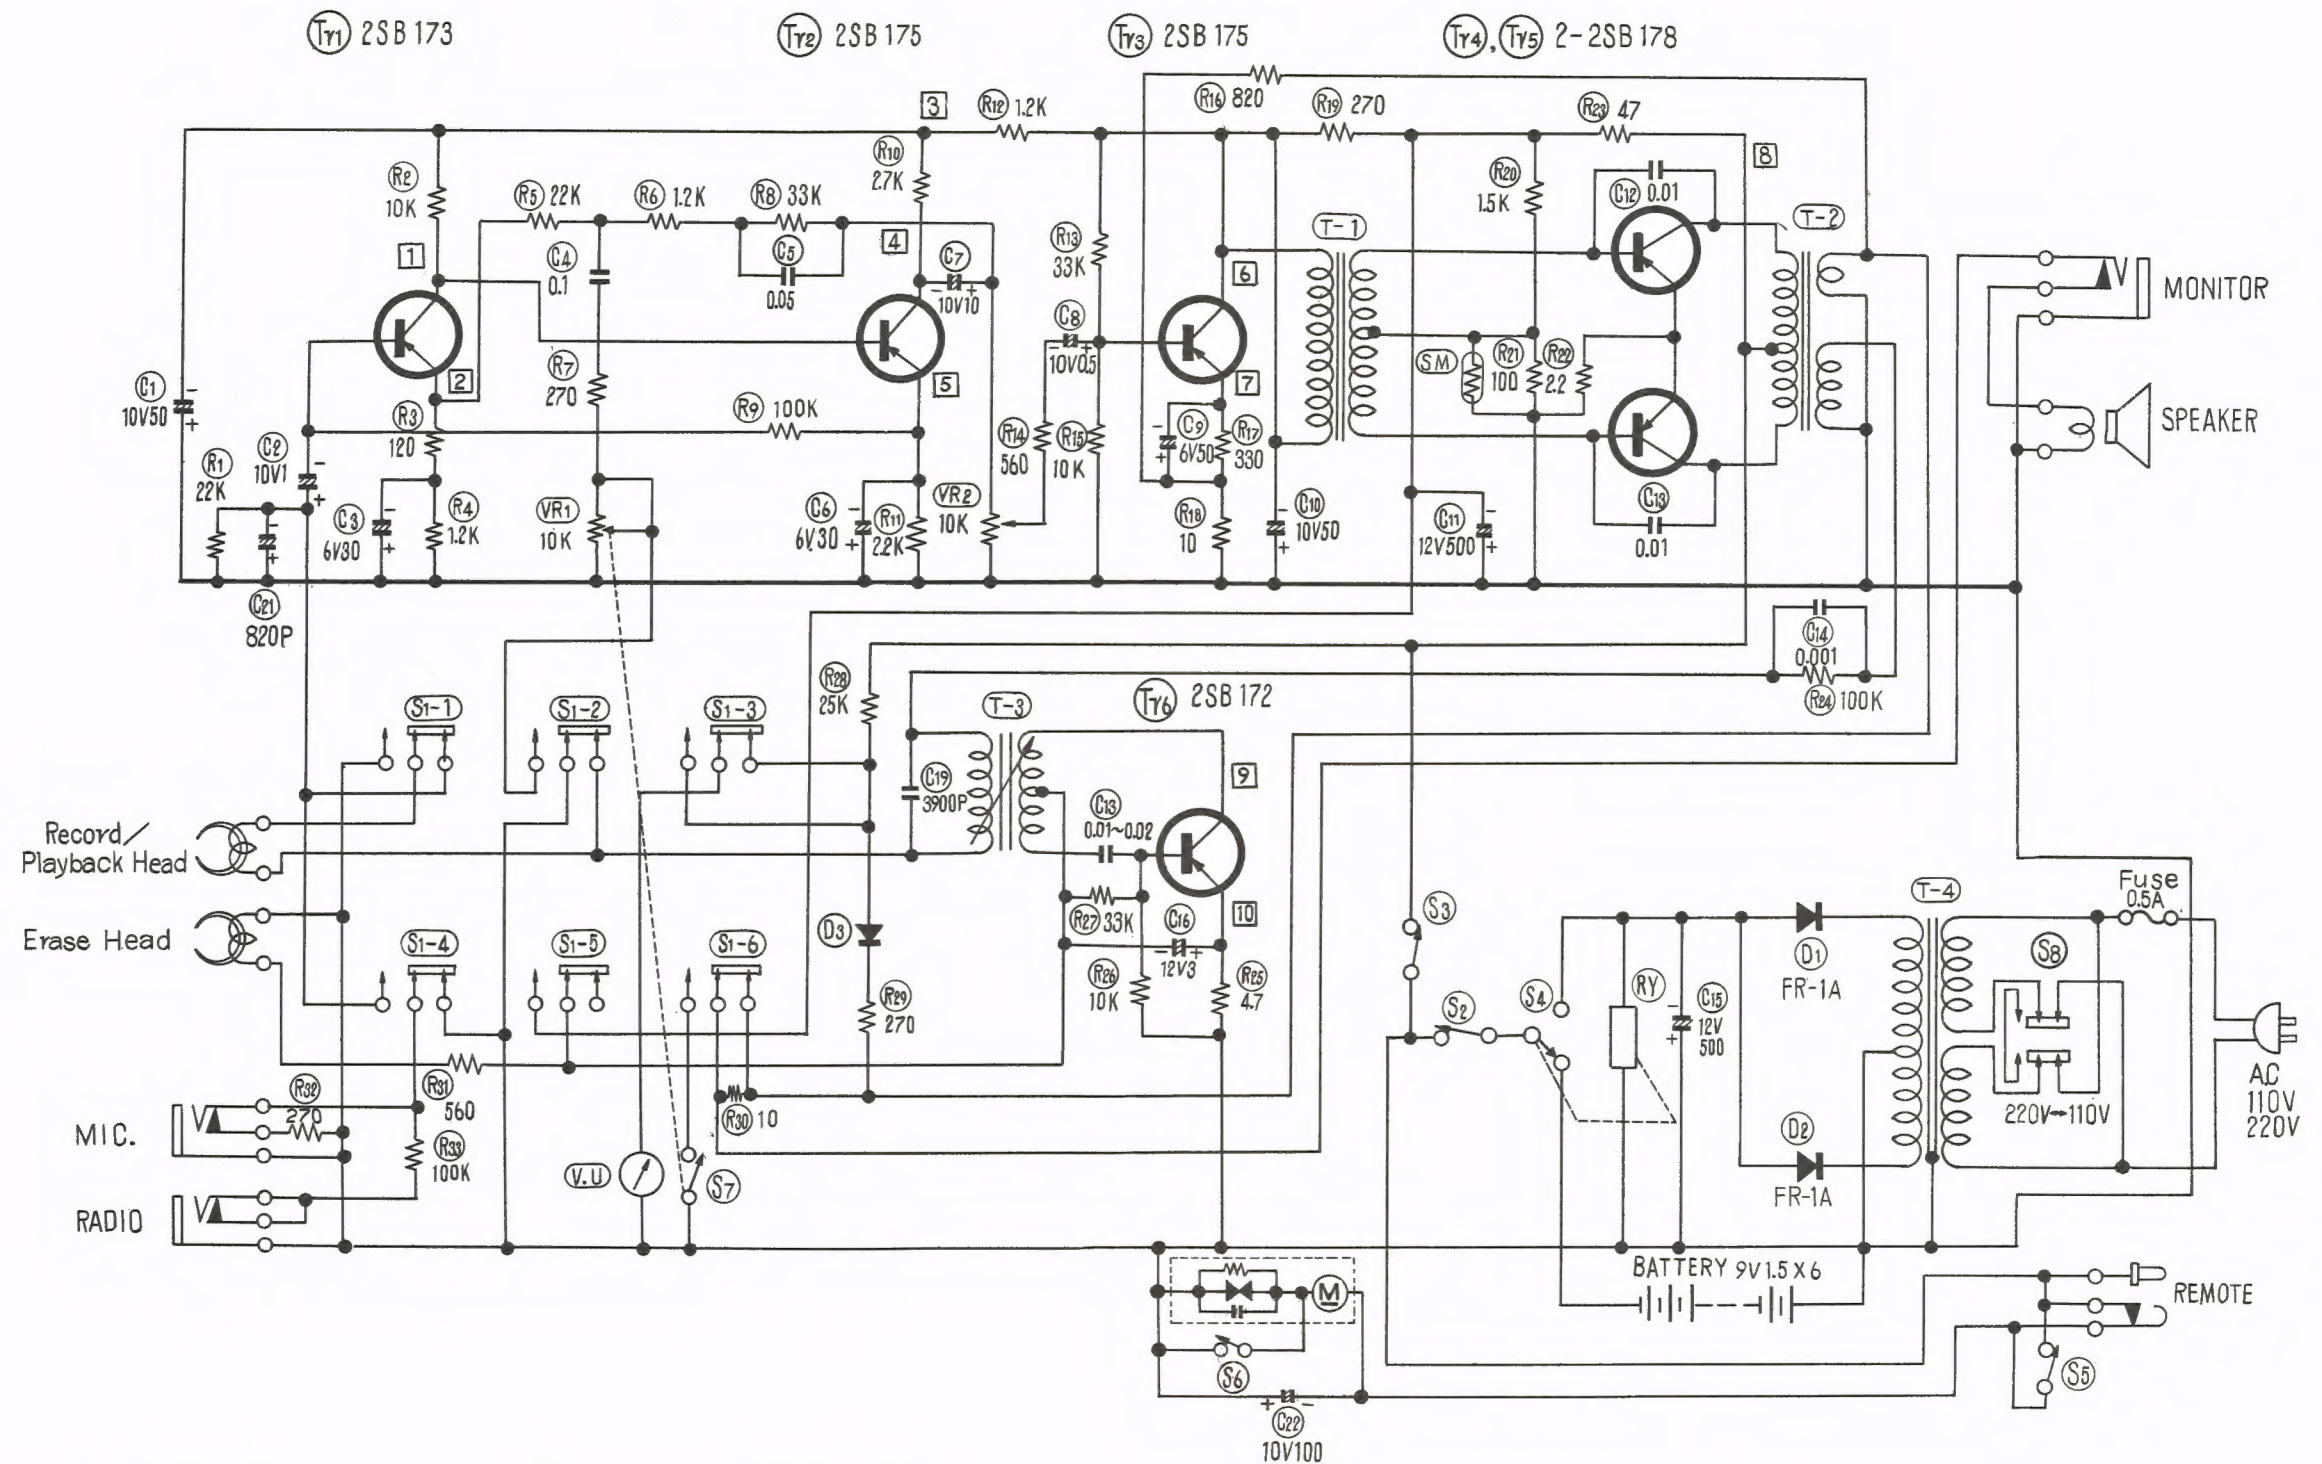 Tr1 2SB173
Tr2 2SB175
Tr3 2SB175
Tr4, Tr5 2-2SB178
3
R12 1.2K
R16 820
R19 270
R23 47
8
R2
10K
R5 22K
R6 1.2K
R8 33K
R10
2.7K
R13
33K
R20
1.5K
C12 0.01
T-1
T-2
1
C4
0.1
C5
0.05
4
C7
10V10
6
MONITOR
C1
10V50
2
R3
120
R7
270
5
R9 100K
C8
10V0.5
7
SM
R21
100
R22
2.2
SPEAKER
R1
22K
C2
10V1
C3
6V30
R4
1.2K
VR1
10K
C6
6V30
R11
2.2K
VR2
10K
R14
560
R15
10K
C9
6V50
R17
330
R18
10
C10
10V50
C11
12V500
C13
0.01
C21
820P
C14
0.001
R24 100K
S1-1
S1-2
S1-3
R28
25K
T-3
Tr6 2SB172
C19
3900P
9
C13
0.01~0.02
Record/
Playback Head
Erase Head
S1-4
S1-5
S1-6
D3
R27 33K
C16
12V3
10
R26
10K
R25
4.7
R29
270
S3
S2
S4
RY
C15
12V
500
D1
FR-1A
T-4
Fuse
0.5A
S8
220V↔110V
AC
110V
220V
R32
270
R31
560
R30 10
MIC.
R33
100K
D2
FR-1A
V.U
S7
RADIO
BATTERY 9V 1.5 X 6
M
REMOTE
S6
S5
C22
10V100